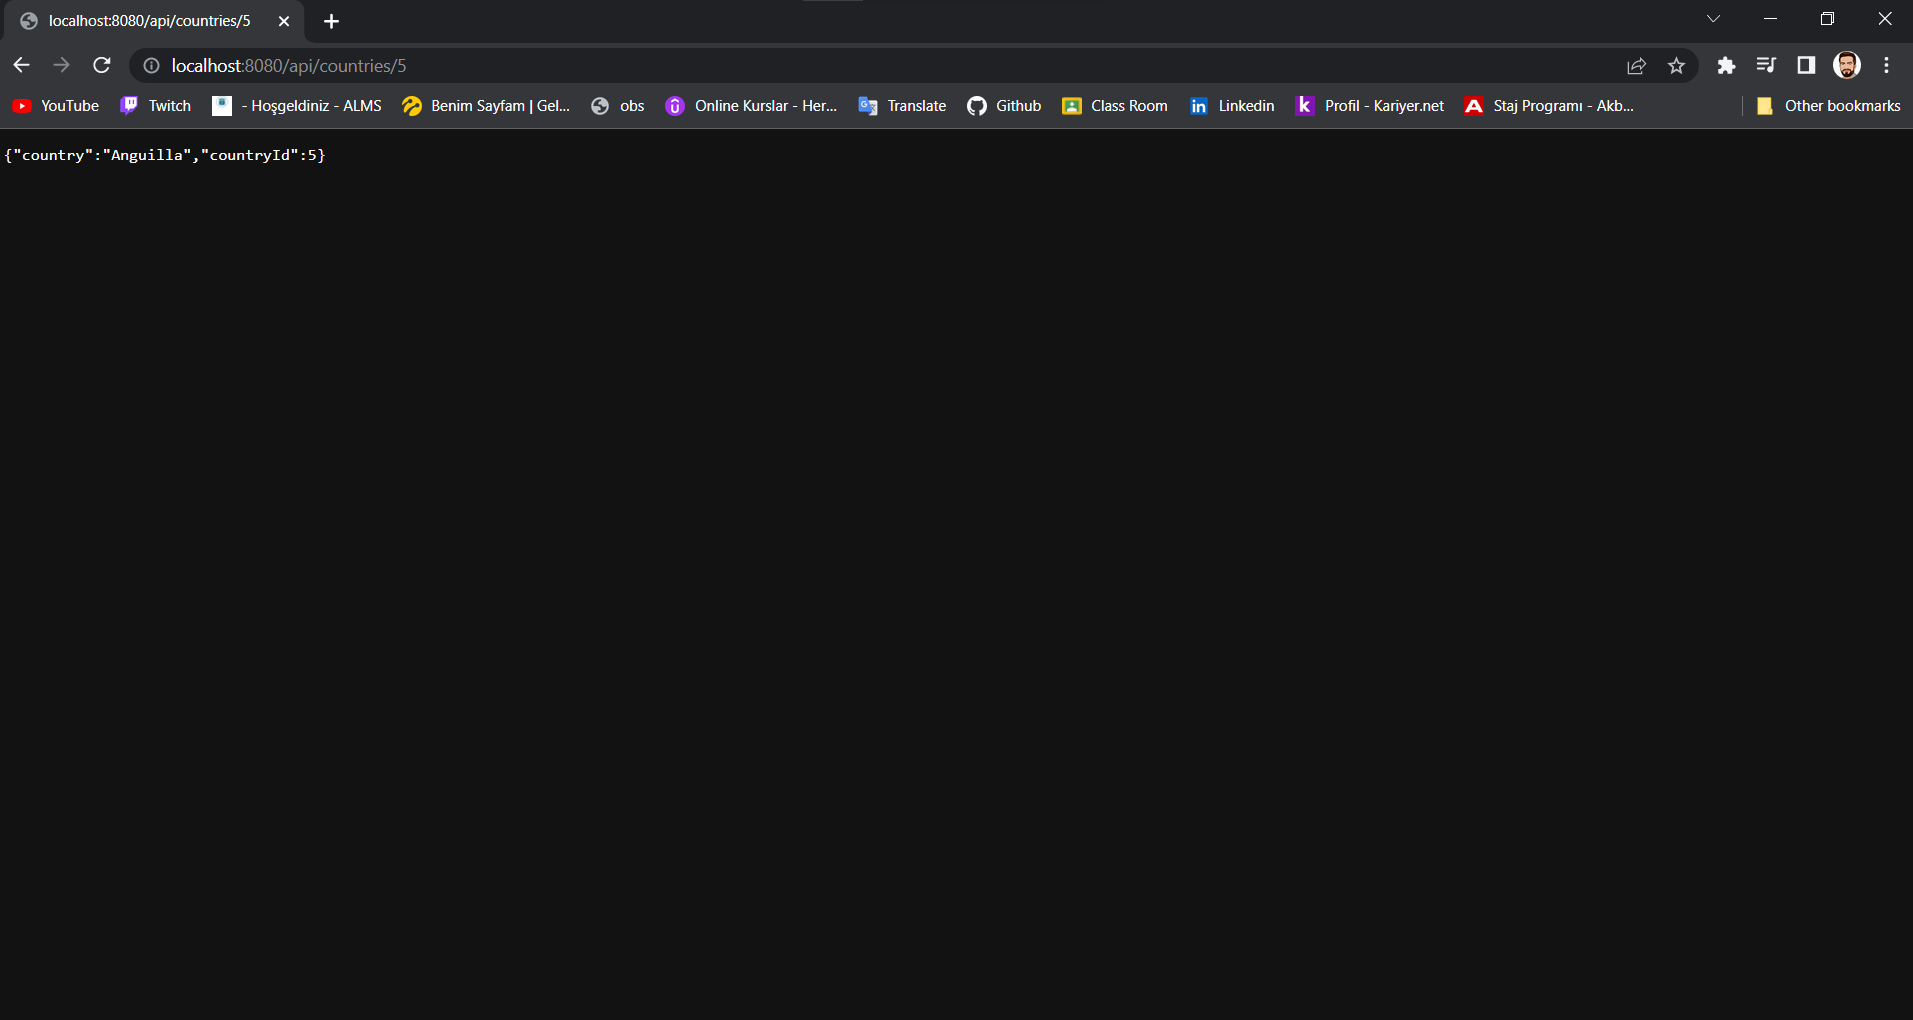 localhost:8080/api/countries/5
localhost:8080/api/countries/5
YouTube Twitch - Hoşgeldiniz - ALMS Benim Sayfam | Gel... obs Online Kurslar - Her... Translate Github Class Room Linkedin Profil - Kariyer.net Staj Programı - Akb... Other bookmarks
{"country":"Anguilla","countryId":5}